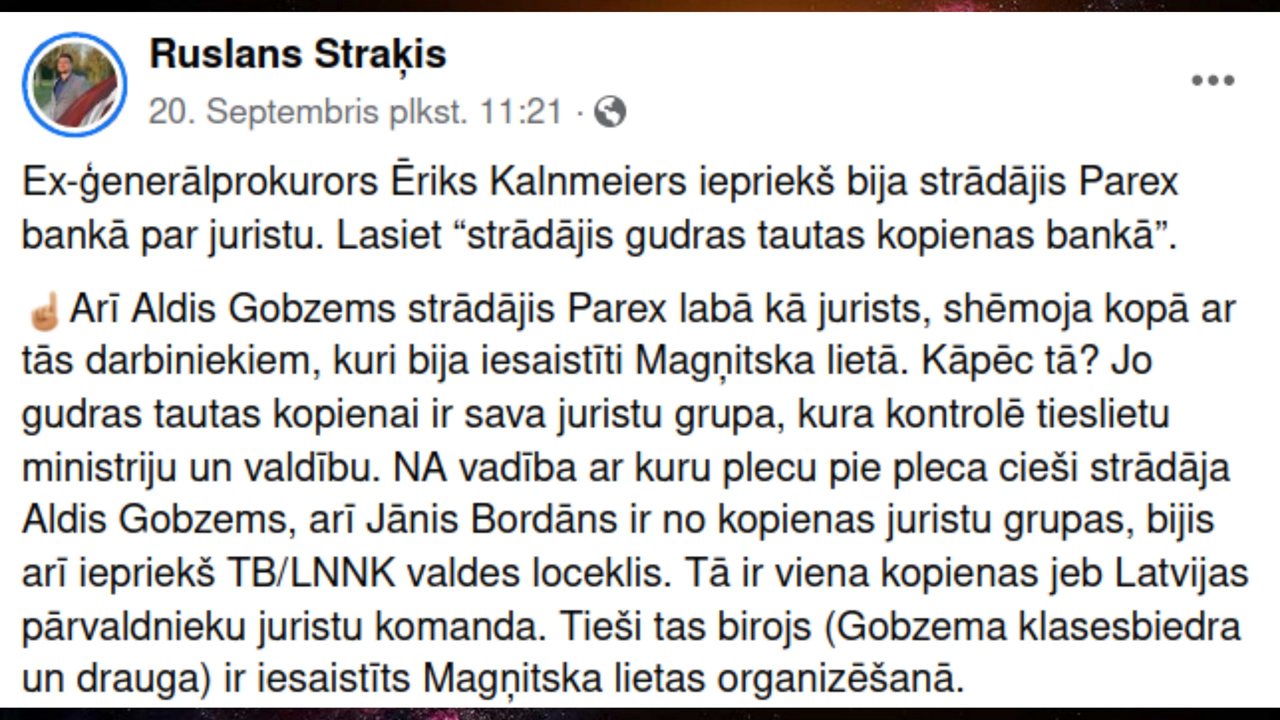 Ruslans Straķis
20. Septembris plkst. 11:21 ·
Ex-ģenerālprokurors Ēriks Kalnmeiers iepriekš bija strādājis Parex
bankā par juristu. Lasiet “strādājis gudras tautas kopienas bankā”.
☝🏼Arī Aldis Gobzems strādājis Parex labā kā jurists, shēmoja kopā ar
tās darbiniekiem, kuri bija iesaistīti Magņitska lietā. Kāpēc tā? Jo
gudras tautas kopienai ir sava juristu grupa, kura kontrolē tieslietu
ministriju un valdību. NA vadība ar kuru plecu pie pleca cieši strādāja
Aldis Gobzems, arī Jānis Bordāns ir no kopienas juristu grupas, bijis
arī iepriekš TB/LNNK valdes loceklis. Tā ir viena kopienas jeb Latvijas
pārvaldnieku juristu komanda. Tieši tas birojs (Gobzema klasesbiedra
un drauga) ir iesaistīts Magņitska lietas organizēšanā.